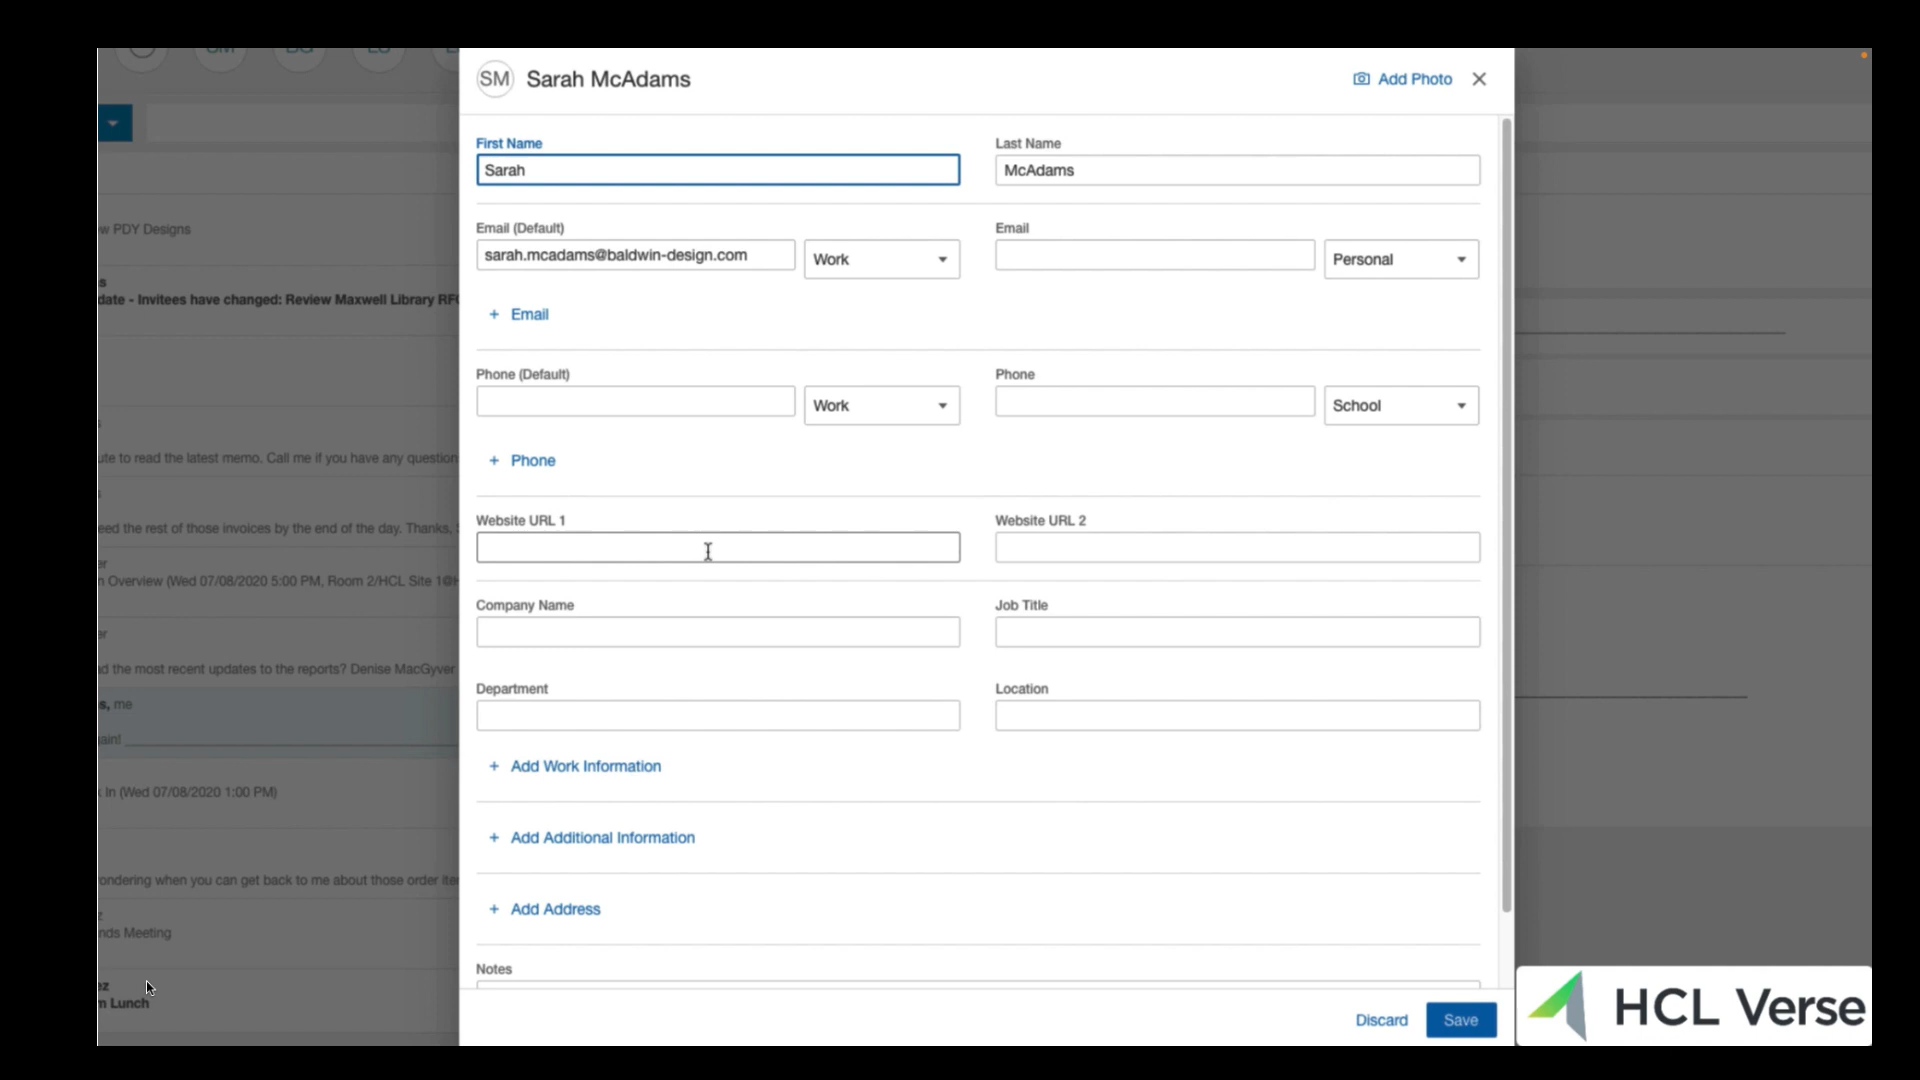 SM Sarah McAdams
Add Photo
First Name
Last Name
Sarah
McAdams
Email (Default)
Email
sarah.mcadams@baldwin-design.com
Work
Personal
+ Email
Phone (Default)
Phone
Work
School
+ Phone
Website URL 1
Website URL 2
Company Name
Job Title
Department
Location
+ Add Work Information
+ Add Additional Information
+ Add Address
Notes
Discard
Save
w PDY Designs
s
date - Invitees have changed: Review Maxwell Library RF
s
ute to read the latest memo. Call me if you have any question
s
eed the rest of those invoices by the end of the day. Thanks,
er
n Overview (Wed 07/08/2020 5:00 PM, Room 2/HCL Site 1@H
er
ad the most recent updates to the reports? Denise MacGyver
s, me
gain!
k In (Wed 07/08/2020 1:00 PM)
ondering when you can get back to me about those order ite
z
nds Meeting
ez
m Lunch
HCL Verse